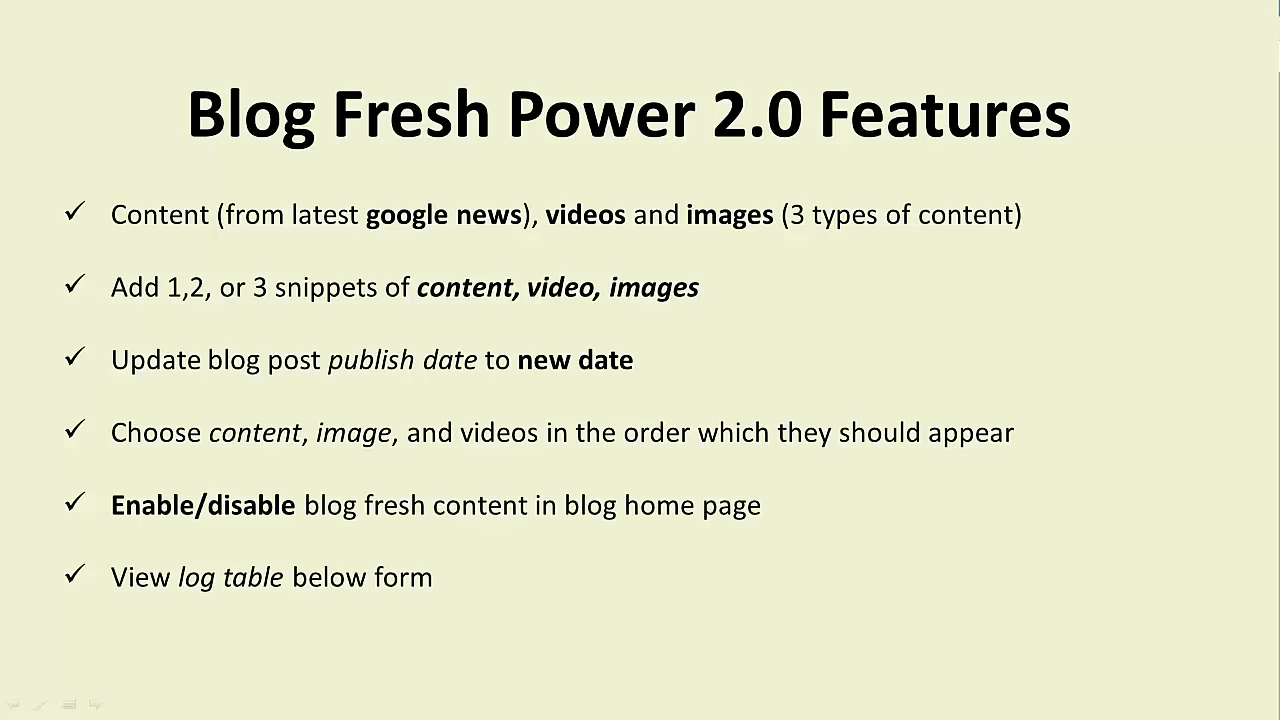 Blog Fresh Power 2.0 Features
✓ Content (from latest google news), videos and images (3 types of content)
✓ Add 1,2, or 3 snippets of content, video, images
✓ Update blog post publish date to new date
✓ Choose content, image, and videos in the order which they should appear
✓ Enable/disable blog fresh content in blog home page
✓ View log table below form